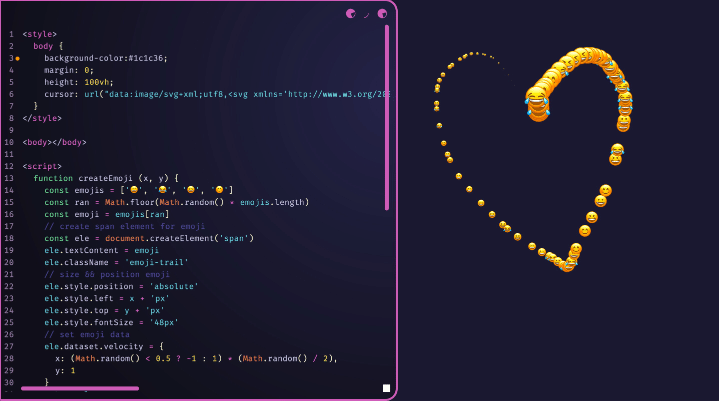 1 <style>
2 body {
3 background-color:#1c1c36;
4 margin: 0;
5 height: 100vh;
6 cursor: url("data:image/svg+xml;utf8,<svg xmlns='http://www.w3.org/20
7 }
8 </style>
9
10 <body></body>
11
12 <script>
13 function createEmoji (x, y) {
14 const emojis = ['😄', '😂', '😆', '😊']
15 const ran = Math.floor(Math.random() * emojis.length)
16 const emoji = emojis[ran]
17 // create span element for emoji
18 const ele = document.createElement('span')
19 ele.textContent = emoji
20 ele.className = 'emoji-trail'
21 // size && position emoji
22 ele.style.position = 'absolute'
23 ele.style.left = x + 'px'
24 ele.style.top = y + 'px'
25 ele.style.fontSize = '48px'
26 // set emoji data
27 ele.dataset.velocity = {
28 x: (Math.random() < 0.5 ? -1 : 1) * (Math.random() / 2),
29 y: 1
30 }